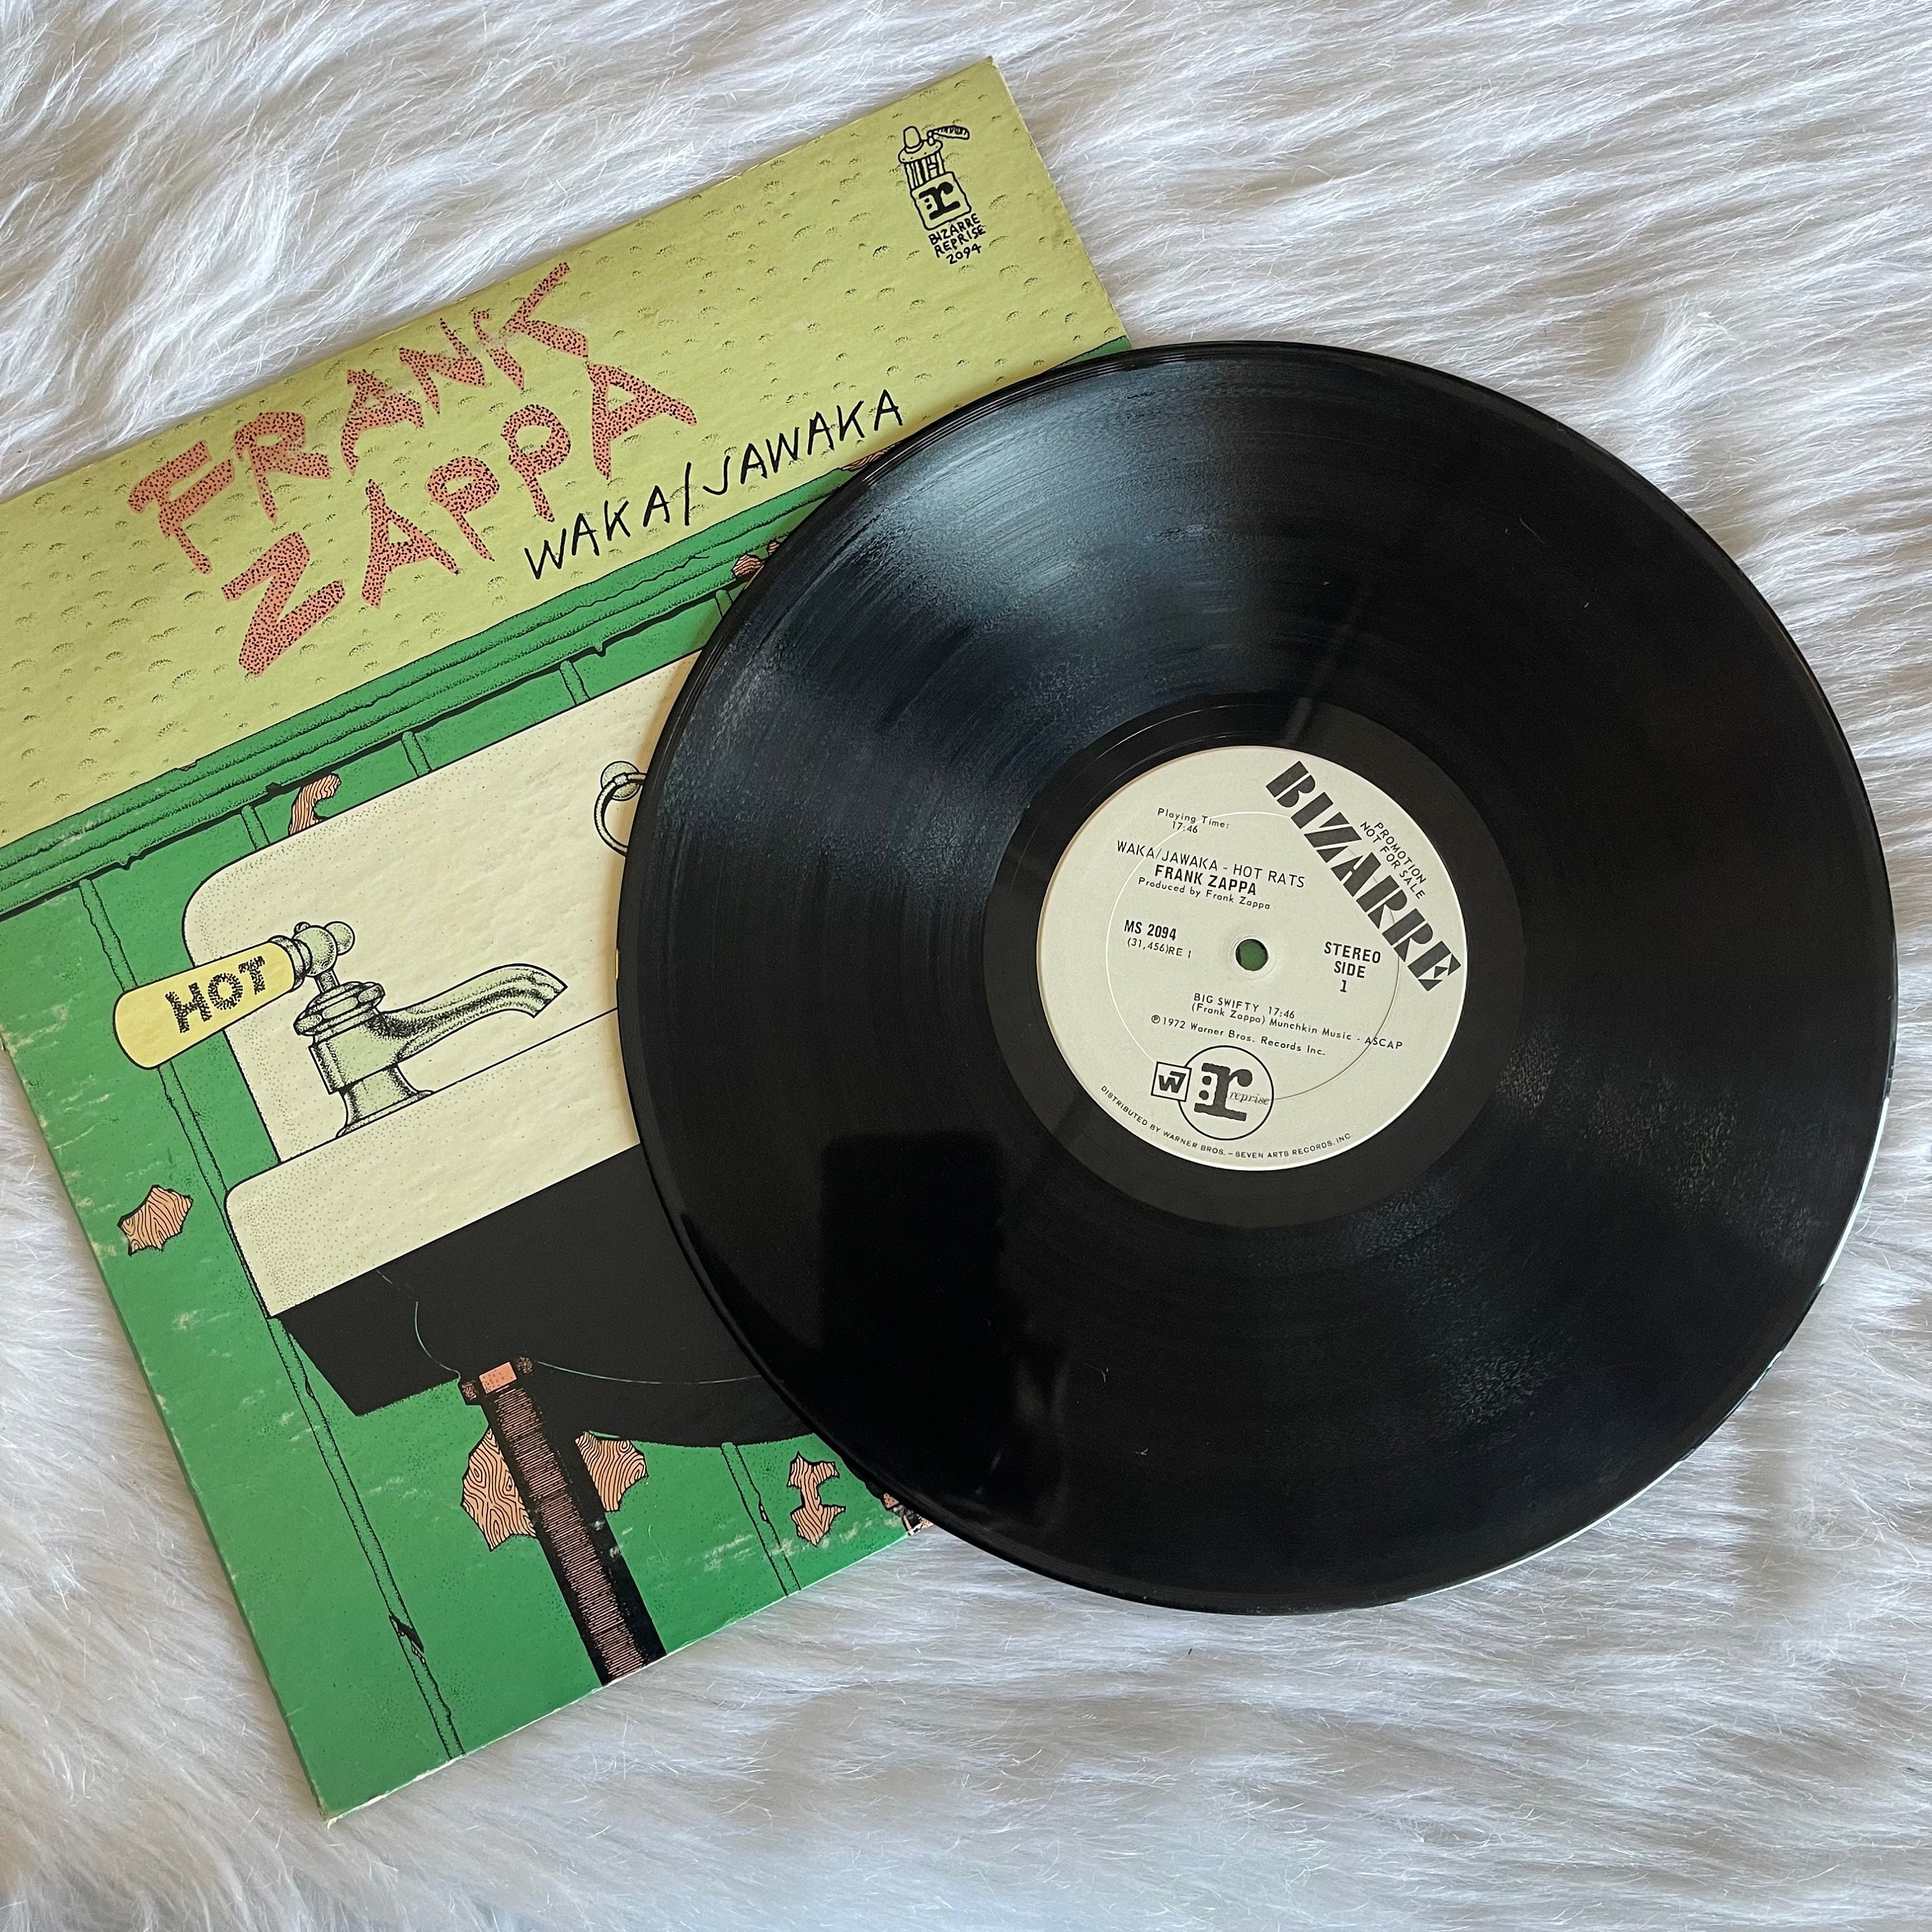 FRANK
ZAPPA
WAKA/JAWAKA
r
BIZARRE
REPRISE
2094
HOT
BIZARRE
PROMOTION
NOT FOR SALE
Playing Time:
17:46
WAKA/JAWAKA - HOT RATS
FRANK ZAPPA
Produced by Frank Zappa
MS 2094
(31,456)RE 1
STEREO
SIDE
1
BIG SWIFTY 17:46
(Frank Zappa) Munchkin Music - ASCAP
℗1972 Warner Bros. Records Inc.
W7
r reprise
DISTRIBUTED BY WARNER BROS. – SEVEN ARTS RECORDS, INC.